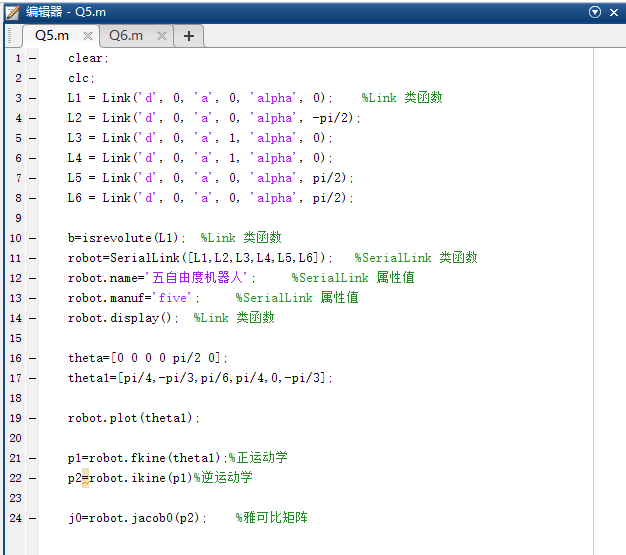 编辑器 - Q5.m
Q5.m Q6.m +
1 — clear;
2 — clc;
3 — L1 = Link('d', 0, 'a', 0, 'alpha', 0); %Link 类函数
4 — L2 = Link('d', 0, 'a', 0, 'alpha', -pi/2);
5 — L3 = Link('d', 0, 'a', 1, 'alpha', 0);
6 — L4 = Link('d', 0, 'a', 1, 'alpha', 0);
7 — L5 = Link('d', 0, 'a', 0, 'alpha', pi/2);
8 — L6 = Link('d', 0, 'a', 0, 'alpha', pi/2);
9
10 — b=isrevolute(L1); %Link 类函数
11 — robot=SerialLink([L1,L2,L3,L4,L5,L6]); %SerialLink 类函数
12 — robot.name='五自由度机器人'; %SerialLink 属性值
13 — robot.manuf='five'; %SerialLink 属性值
14 — robot.display(); %Link 类函数
15
16 — theta=[0 0 0 0 pi/2 0];
17 — theta1=[pi/4,-pi/3,pi/6,pi/4,0,-pi/3];
18
19 — robot.plot(theta1);
20
21 — p1=robot.fkine(theta1);%正运动学
22 — p2=robot.ikine(p1)%逆运动学
23
24 — j0=robot.jacob0(p2); %雅可比矩阵